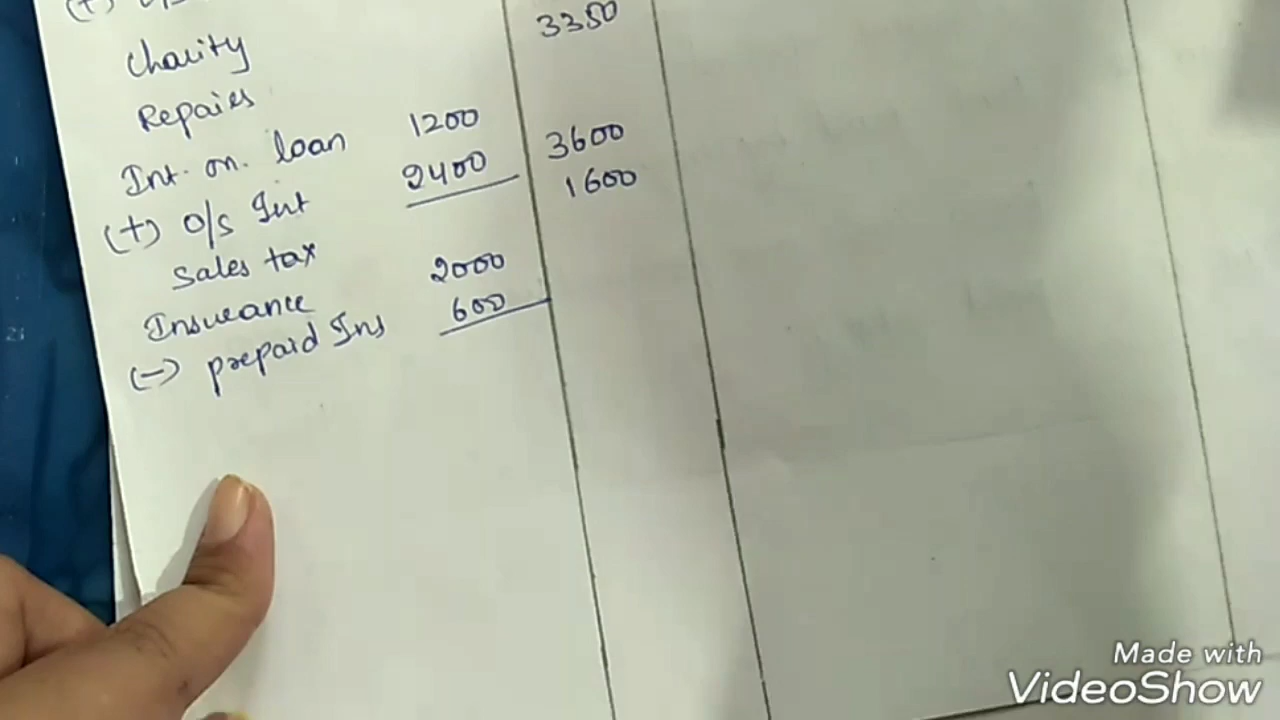 (+)
Charity 3350
Repairs
Int. on. loan 1200
(+) O/s Int 2400 3600
Sales tax 1600
Insurance 2000
(-) prepaid Ins 600
Made with
VideoShow